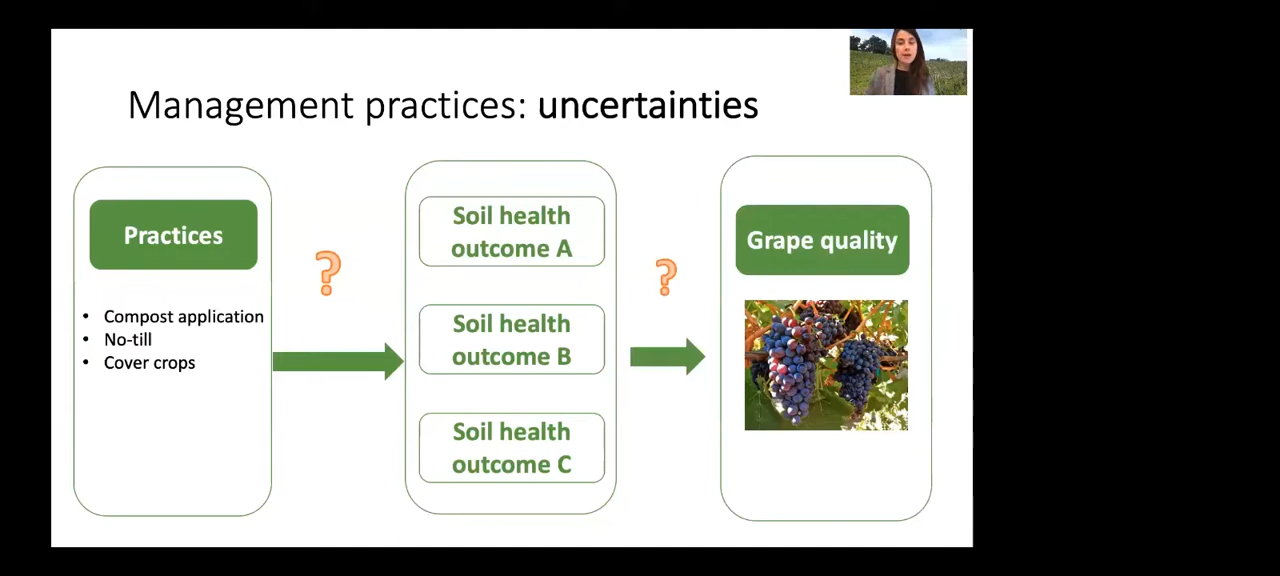 Management practices: uncertainties
Practices
• Compost application
• No-till
• Cover crops
?
Soil health
outcome A
Soil health
outcome B
Soil health
outcome C
?
Grape quality